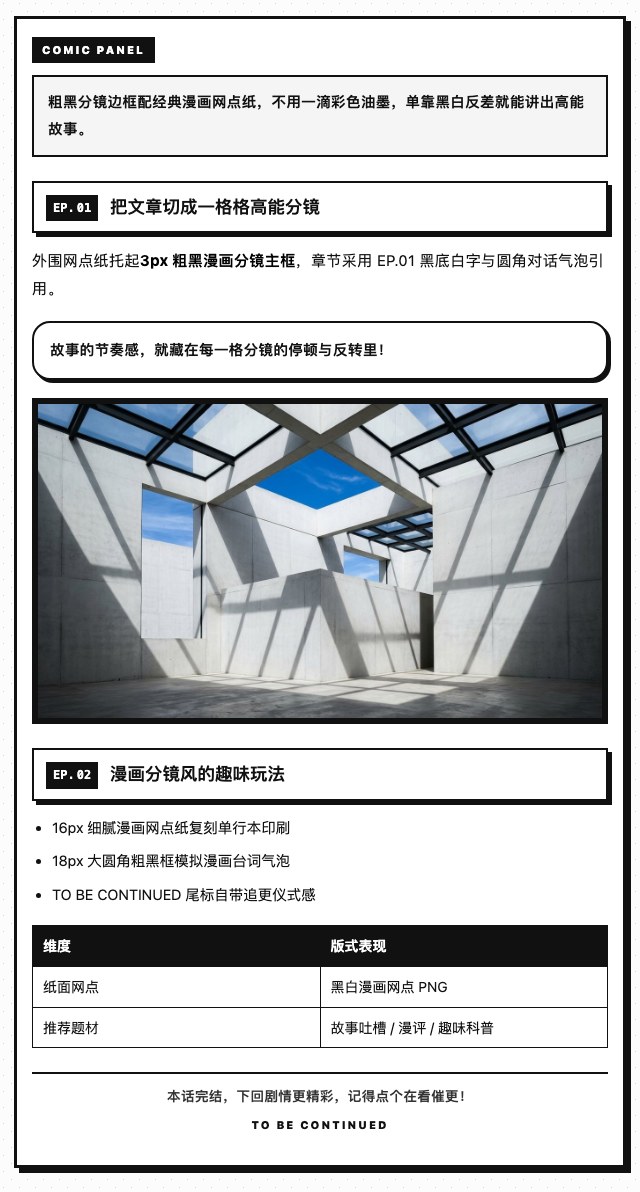 COMIC PANEL
粗黑分镜边框配经典漫画网点纸，不用一滴彩色油墨，单靠黑白反差就能讲出高能
故事。
EP.01 把文章切成一格格高能分镜
外围网点纸托起3px 粗黑漫画分镜主框，章节采用 EP.01 黑底白字与圆角对话气泡引
用。
故事的节奏感，就藏在每一格分镜的停顿与反转里！
EP.02 漫画分镜风的趣味玩法
• 16px 细腻漫画网点纸复刻单行本印刷
• 18px 大圆角粗黑框模拟漫画台词气泡
• TO BE CONTINUED 尾标自带追更仪式感
维度 版式表现
纸面网点 黑白漫画网点 PNG
推荐题材 故事吐槽 / 漫评 / 趣味科普
本话完结，下回剧情更精彩，记得点个在看催更！
TO BE CONTINUED